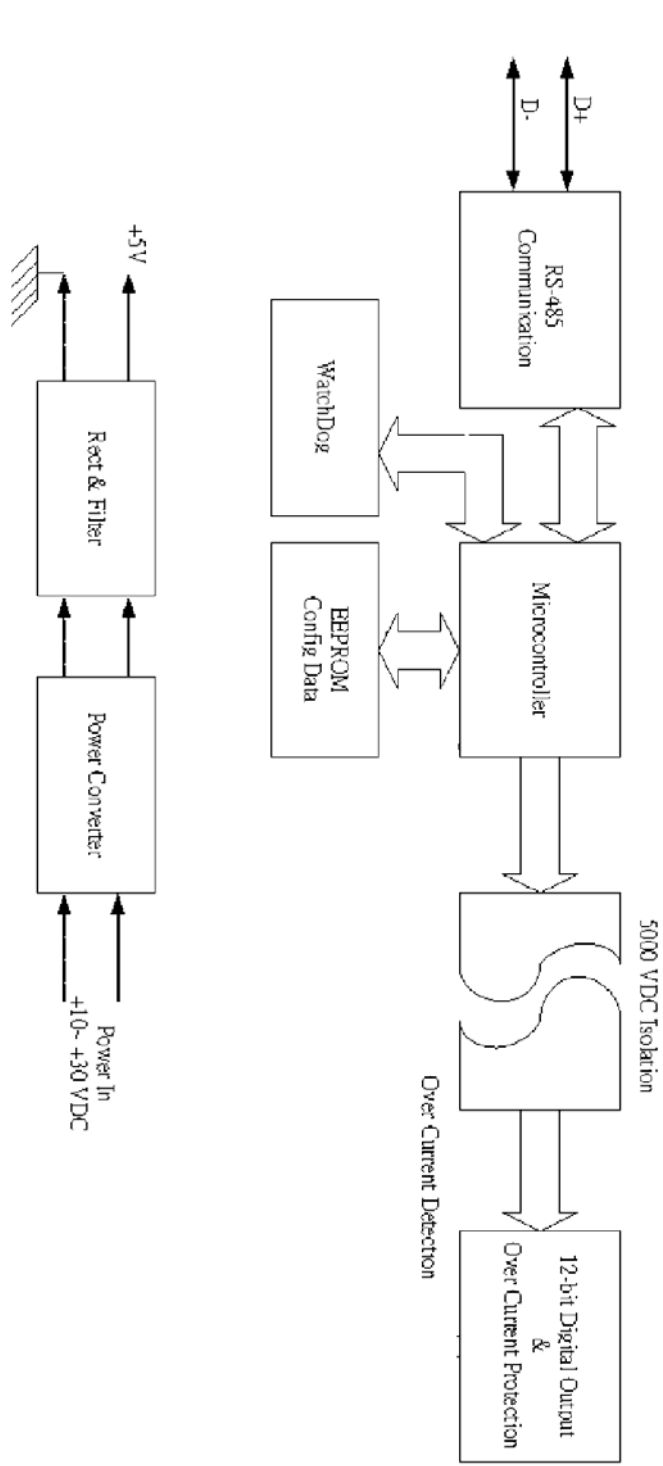 5000 VDC Isolation
D+
D-
RS-485
Communication
Microcontroller
12-bit Digital Output
&
Over Current Protection
Over Current Detection
WatchDog
EEPROM
Config Data
+5V
Rect & Filter
Power Converter
Power In
+10~ +30 VDC